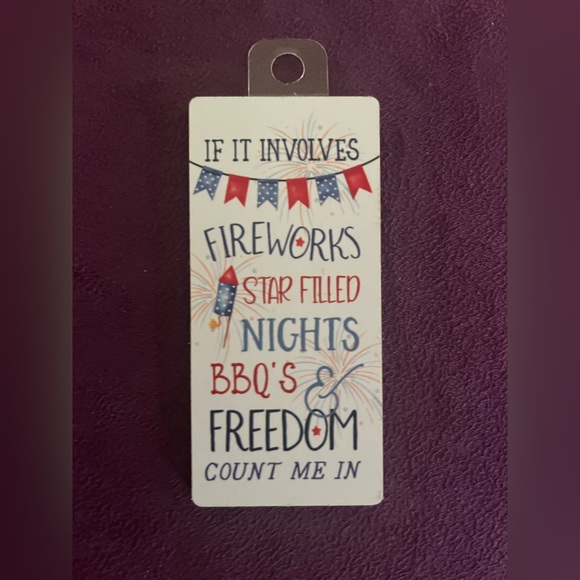 IF IT INVOLVES
FIREWORKS
STAR FILLED
NIGHTS
BBQ'S &
FREEDOM
COUNT ME IN